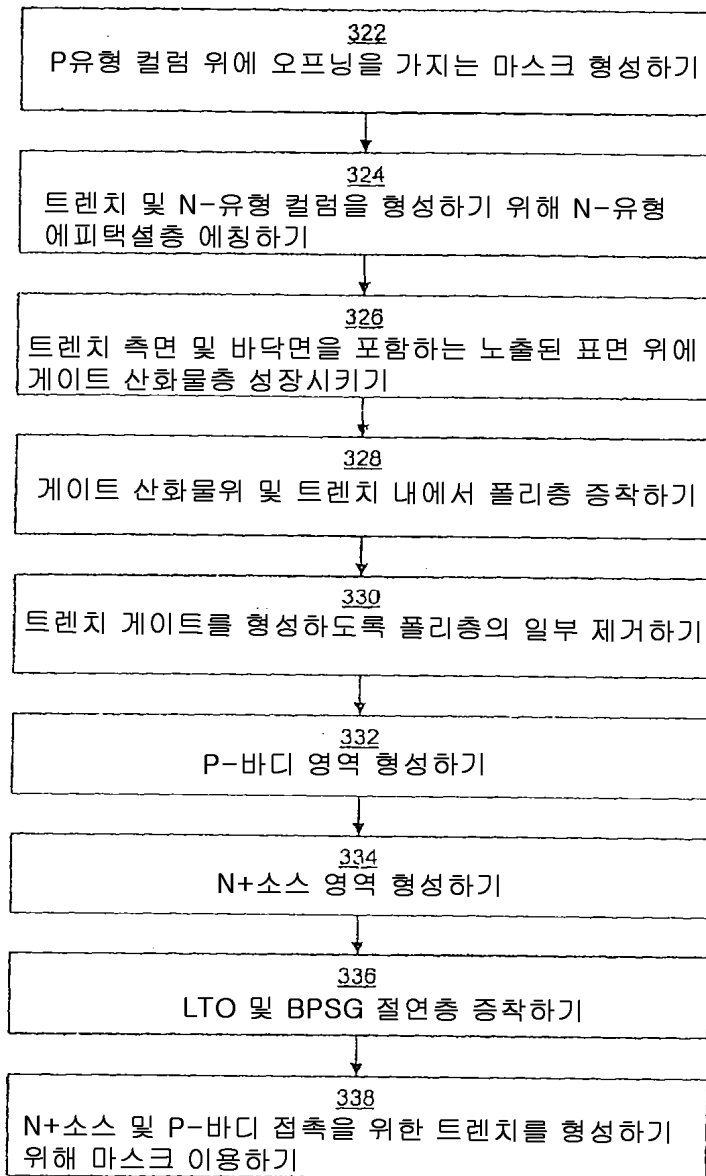 322
P유형 컬럼 위에 오프닝을 가지는 마스크 형성하기
324
트렌치 및 N-유형 컬럼을 형성하기 위해 N-유형
에피택셜층 에칭하기
326
트렌치 측면 및 바닥면을 포함하는 노출된 표면 위에
게이트 산화물층 성장시키기
328
게이트 산화물위 및 트렌치 내에서 폴리층 증착하기
330
트렌치 게이트를 형성하도록 폴리층의 일부 제거하기
332
P-바디 영역 형성하기
334
N+소스 영역 형성하기
336
LTO 및 BPSG 절연층 증착하기
338
N+소스 및 P-바디 접촉을 위한 트렌치를 형성하기
위해 마스크 이용하기